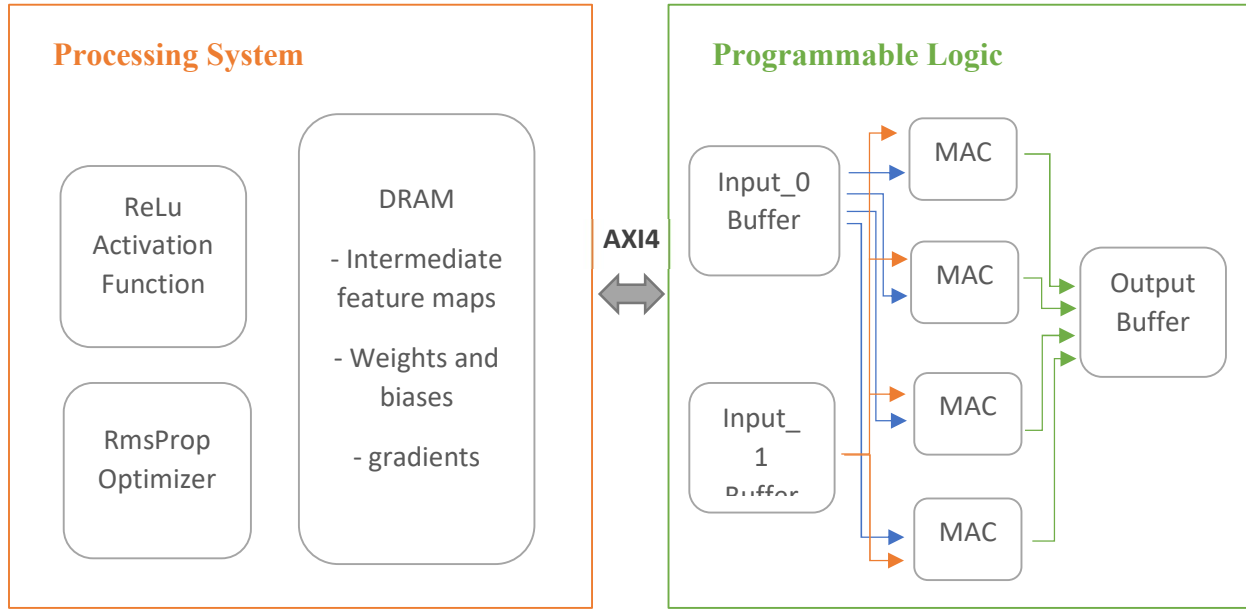 Processing System
ReLu
Activation
Function
RmsProp
Optimizer
DRAM
- Intermediate
feature maps
- Weights and
biases
- gradients
AXI4
Programmable Logic
Input_0
Buffer
Input_
1
Buffer
MAC
MAC
MAC
MAC
Output
Buffer